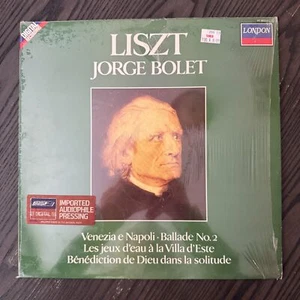 LISZT
JORGE BOLET
DIGITAL
LONDON
IMPORTED
AUDIOPHILE
PRESSING
Venezia e Napoli · Ballade No.2
Les jeux d'eau à la Villa d'Este
Bénédiction de Dieu dans la solitude